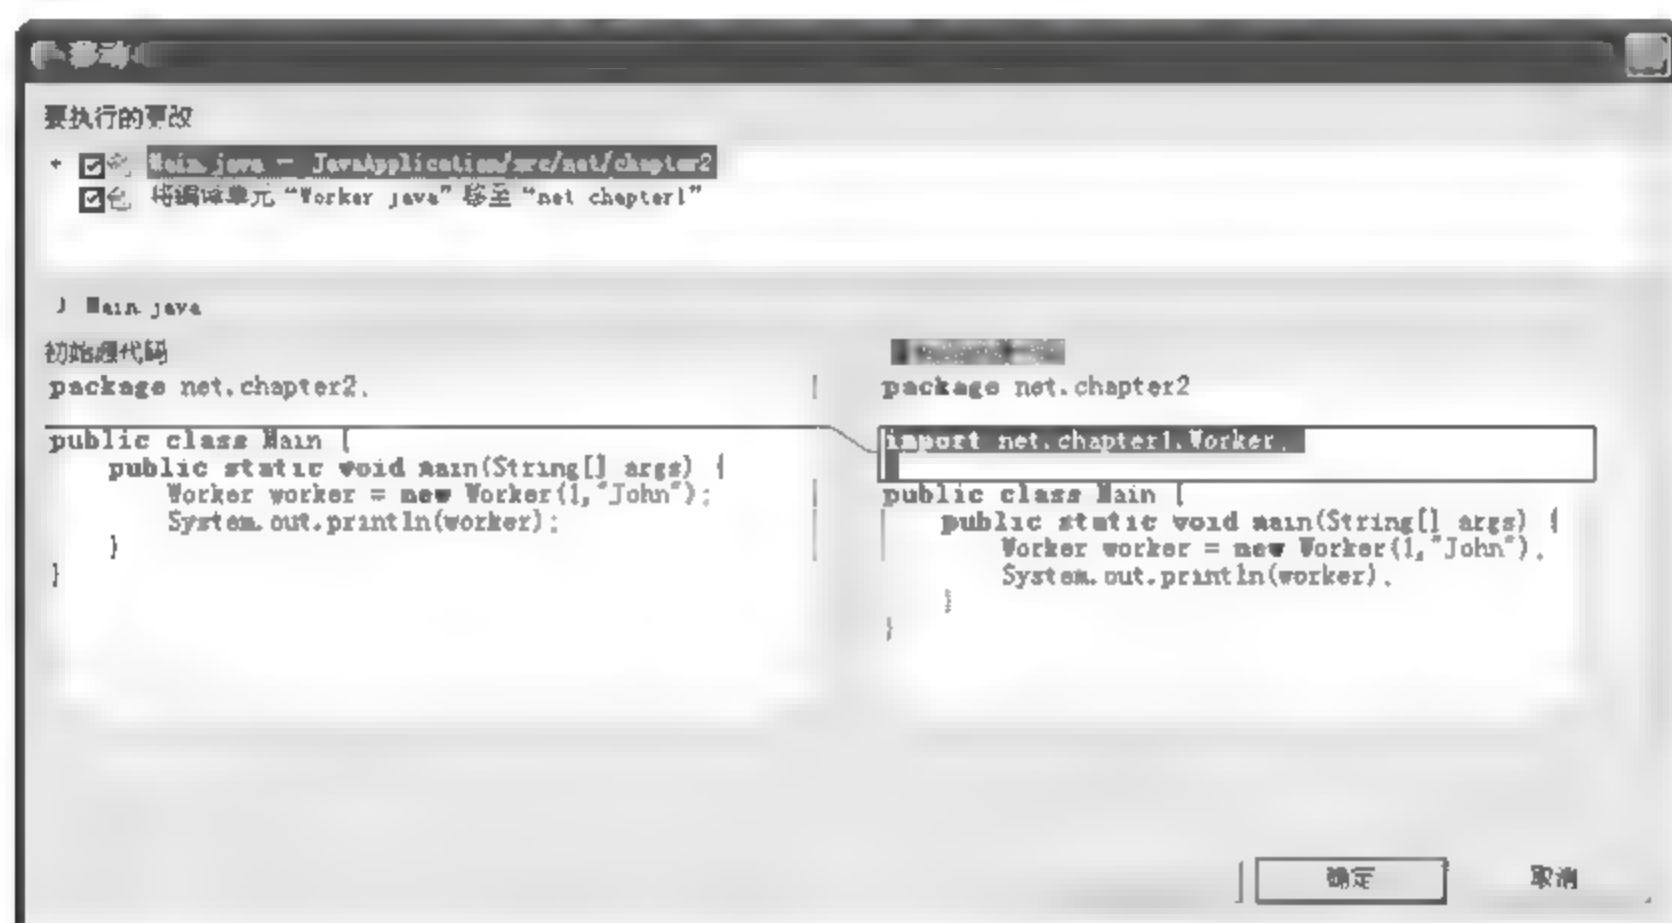 移动
要执行的更改
Main.java - JavaApplication/src/net/chapter2
将编译单元“Worker java”移至“net chapter1”
J Main.java
初始源代码
package net.chapter2.
package net.chapter2
public class Main {
public static void main(String[] args) {
Worker worker = new Worker(1,"John");
System.out.println(worker);
}
}
import net.chapter1.Worker.
public class Main {
public static void main(String[] args) {
Worker worker = new Worker(1,"John").
System.out.println(worker).
}
}
确定
取消